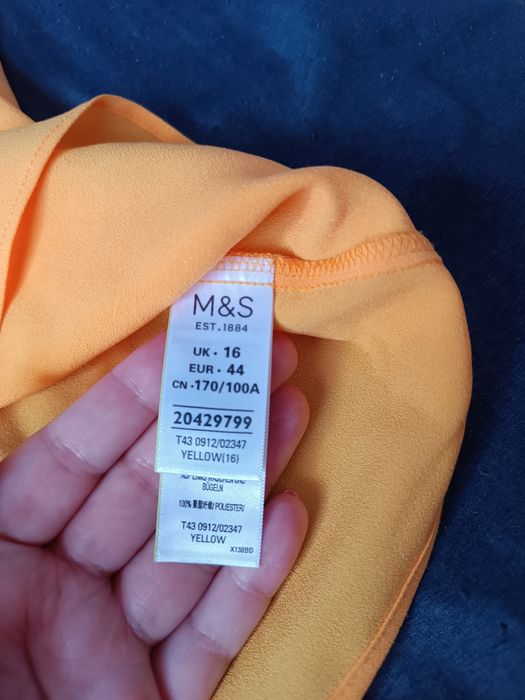 M&S
EST. 1884
UK • 16
EUR • 44
CN • 170/100A
20429799
T43 0912/02347
YELLOW(16)
BÜGELN
100% 聚酯纤维/ POLIESTER/
T43 0912/02347
YELLOW
X138BD